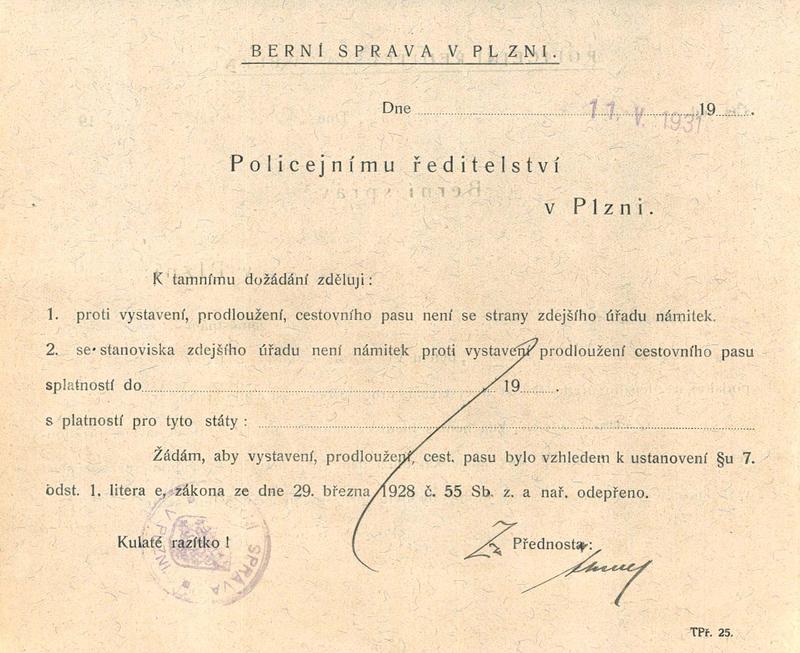 BERNÍ SPRAVA V PLZNI.
Dne 11. V. 1931 19 .
Policejnímu ředitelství
v Plzni.
K tamnímu dožádání zděluji:
1. proti vystavení, prodloužení, cestovního pasu není se strany zdejšího úřadu námitek.
2. se stanoviska zdejšího úřadu není námitek proti vystavení prodloužení cestovního pasu
splatností do 19 .
s platností pro tyto státy :
Žádám, aby vystavení, prodloužení, cest. pasu bylo vzhledem k ustanovení §u 7.
odst. 1. litera e, zákona ze dne 29. března 1928 č. 55 Sb. z. a nař. odepřeno.
Kulaté razítko ! Za Přednosta:
SPRÁVA V PLZNI
TPř. 25.